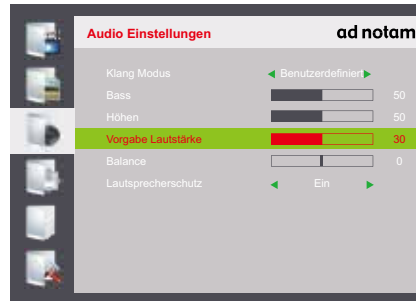 Audio Einstellungen
ad notam
Klang Modus Benutzerdefiniert
Bass 50
Höhen 50
Vorgabe Lautstärke 30
Balance 0
Lautsprecherschutz Ein